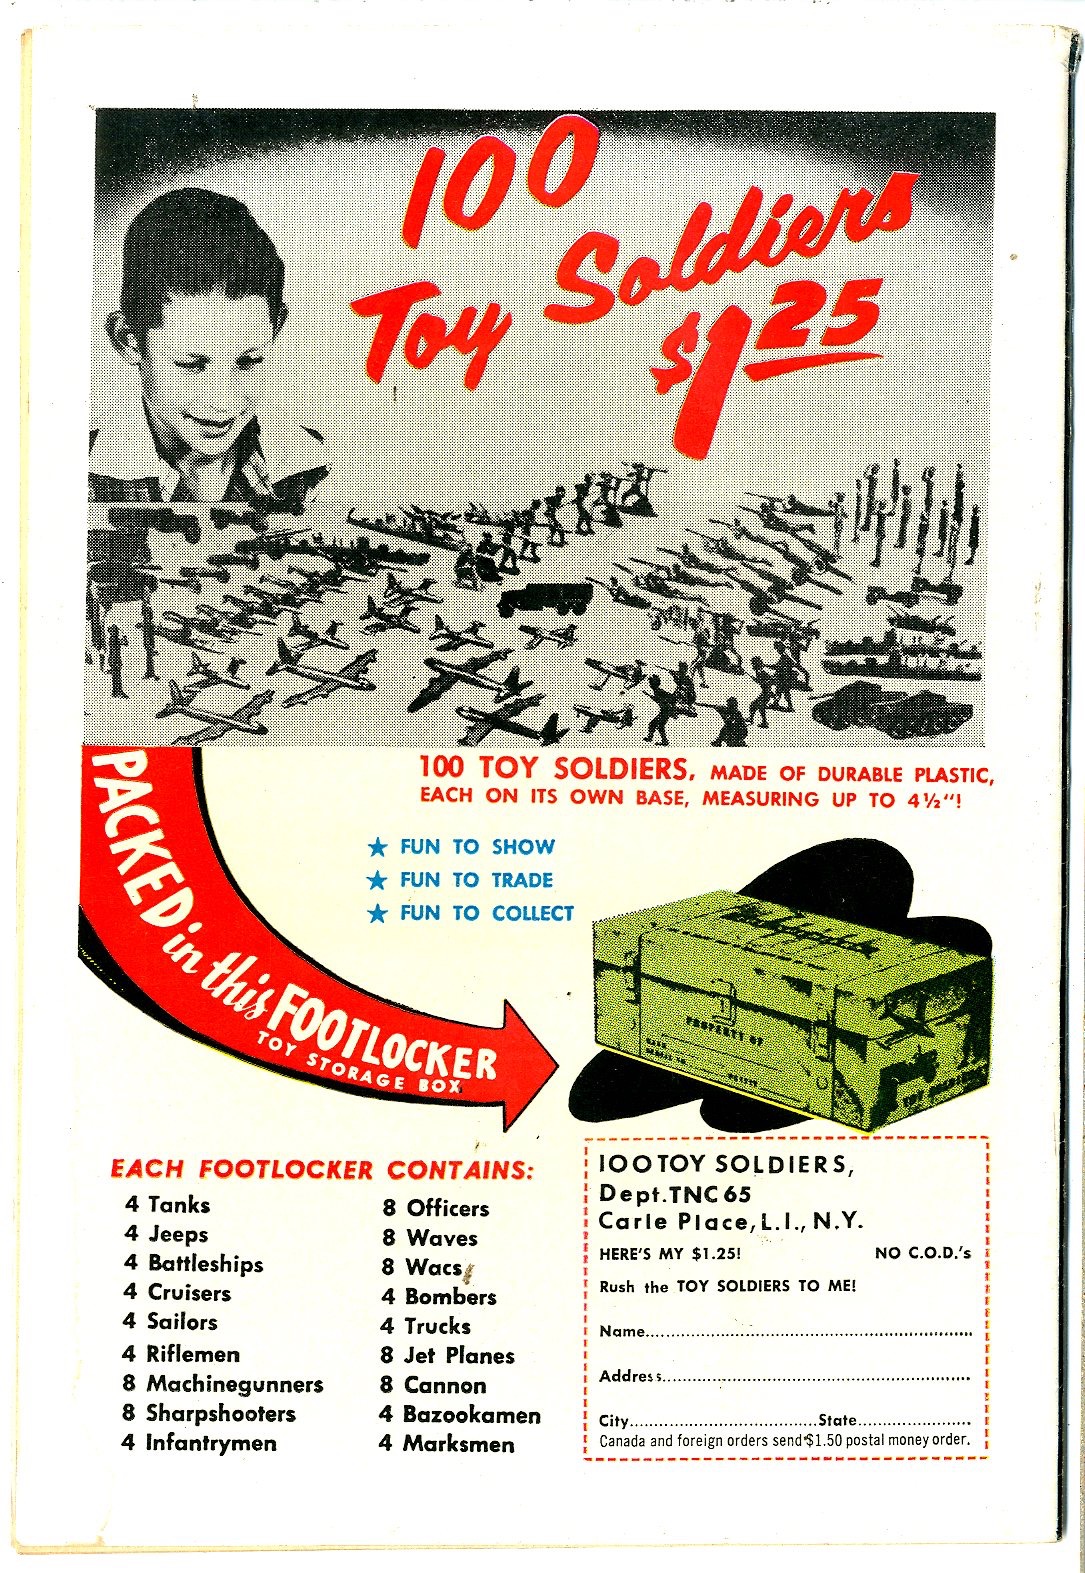 100
Toy Soldiers
$1.25
PACKED in this FOOTLOCKER
TOY STORAGE BOX
100 TOY SOLDIERS, MADE OF DURABLE PLASTIC,
EACH ON ITS OWN BASE, MEASURING UP TO 4½"!
★ FUN TO SHOW
★ FUN TO TRADE
★ FUN TO COLLECT
PROPERTY OF
EACH FOOTLOCKER CONTAINS:
4 Tanks
4 Jeeps
4 Battleships
4 Cruisers
4 Sailors
4 Riflemen
8 Machinegunners
8 Sharpshooters
4 Infantrymen
8 Officers
8 Waves
8 Wacs
4 Bombers
4 Trucks
8 Jet Planes
8 Cannon
4 Bazookamen
4 Marksmen
100 TOY SOLDIERS,
Dept. TNC 65
Carle Place, L.I., N.Y.
HERE'S MY $1.25! NO C.O.D.'s
Rush the TOY SOLDIERS TO ME!
Name
Address
City State
Canada and foreign orders send $1.50 postal money order.